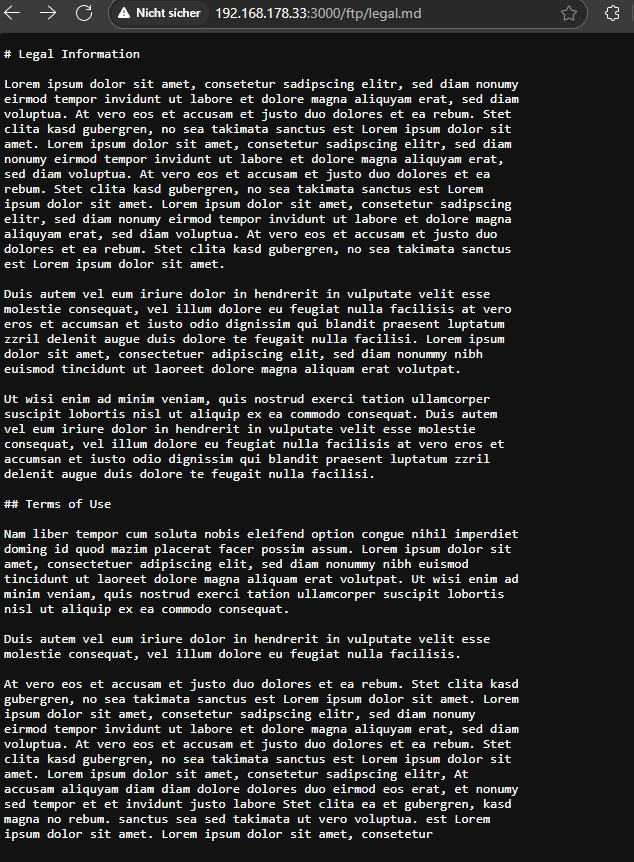 Nicht sicher 192.168.178.33:3000/ftp/legal.md
# Legal Information
Lorem ipsum dolor sit amet, consetetur sadipscing elitr, sed diam nonumy
eirmod tempor invidunt ut labore et dolore magna aliquyam erat, sed diam
voluptua. At vero eos et accusam et justo duo dolores et ea rebum. Stet
clita kasd gubergren, no sea takimata sanctus est Lorem ipsum dolor sit
amet. Lorem ipsum dolor sit amet, consetetur sadipscing elitr, sed diam
nonumy eirmod tempor invidunt ut labore et dolore magna aliquyam erat,
sed diam voluptua. At vero eos et accusam et justo duo dolores et ea
rebum. Stet clita kasd gubergren, no sea takimata sanctus est Lorem
ipsum dolor sit amet. Lorem ipsum dolor sit amet, consetetur sadipscing
elitr, sed diam nonumy eirmod tempor invidunt ut labore et dolore magna
aliquyam erat, sed diam voluptua. At vero eos et accusam et justo duo
dolores et ea rebum. Stet clita kasd gubergren, no sea takimata sanctus
est Lorem ipsum dolor sit amet.
Duis autem vel eum iriure dolor in hendrerit in vulputate velit esse
molestie consequat, vel illum dolore eu feugiat nulla facilisis at vero
eros et accumsan et iusto odio dignissim qui blandit praesent luptatum
zzril delenit augue duis dolore te feugait nulla facilisi. Lorem ipsum
dolor sit amet, consectetuer adipiscing elit, sed diam nonummy nibh
euismod tincidunt ut laoreet dolore magna aliquam erat volutpat.
Ut wisi enim ad minim veniam, quis nostrud exerci tation ullamcorper
suscipit lobortis nisl ut aliquip ex ea commodo consequat. Duis autem
vel eum iriure dolor in hendrerit in vulputate velit esse molestie
consequat, vel illum dolore eu feugiat nulla facilisis at vero eros et
accumsan et iusto odio dignissim qui blandit praesent luptatum zzril
delenit augue duis dolore te feugait nulla facilisi.
## Terms of Use
Nam liber tempor cum soluta nobis eleifend option congue nihil imperdiet
doming id quod mazim placerat facer possim assum. Lorem ipsum dolor sit
amet, consectetuer adipiscing elit, sed diam nonummy nibh euismod
tincidunt ut laoreet dolore magna aliquam erat volutpat. Ut wisi enim ad
minim veniam, quis nostrud exerci tation ullamcorper suscipit lobortis
nisl ut aliquip ex ea commodo consequat.
Duis autem vel eum iriure dolor in hendrerit in vulputate velit esse
molestie consequat, vel illum dolore eu feugiat nulla facilisis.
At vero eos et accusam et justo duo dolores et ea rebum. Stet clita kasd
gubergren, no sea takimata sanctus est Lorem ipsum dolor sit amet. Lorem
ipsum dolor sit amet, consetetur sadipscing elitr, sed diam nonumy
eirmod tempor invidunt ut labore et dolore magna aliquyam erat, sed diam
voluptua. At vero eos et accusam et justo duo dolores et ea rebum. Stet
clita kasd gubergren, no sea takimata sanctus est Lorem ipsum dolor sit
amet. Lorem ipsum dolor sit amet, consetetur sadipscing elitr, At
accusam aliquyam diam diam dolore dolores duo eirmod eos erat, et nonumy
sed tempor et et invidunt justo labore Stet clita ea et gubergren, kasd
magna no rebum. sanctus sea sed takimata ut vero voluptua. est Lorem
ipsum dolor sit amet. Lorem ipsum dolor sit amet, consetetur